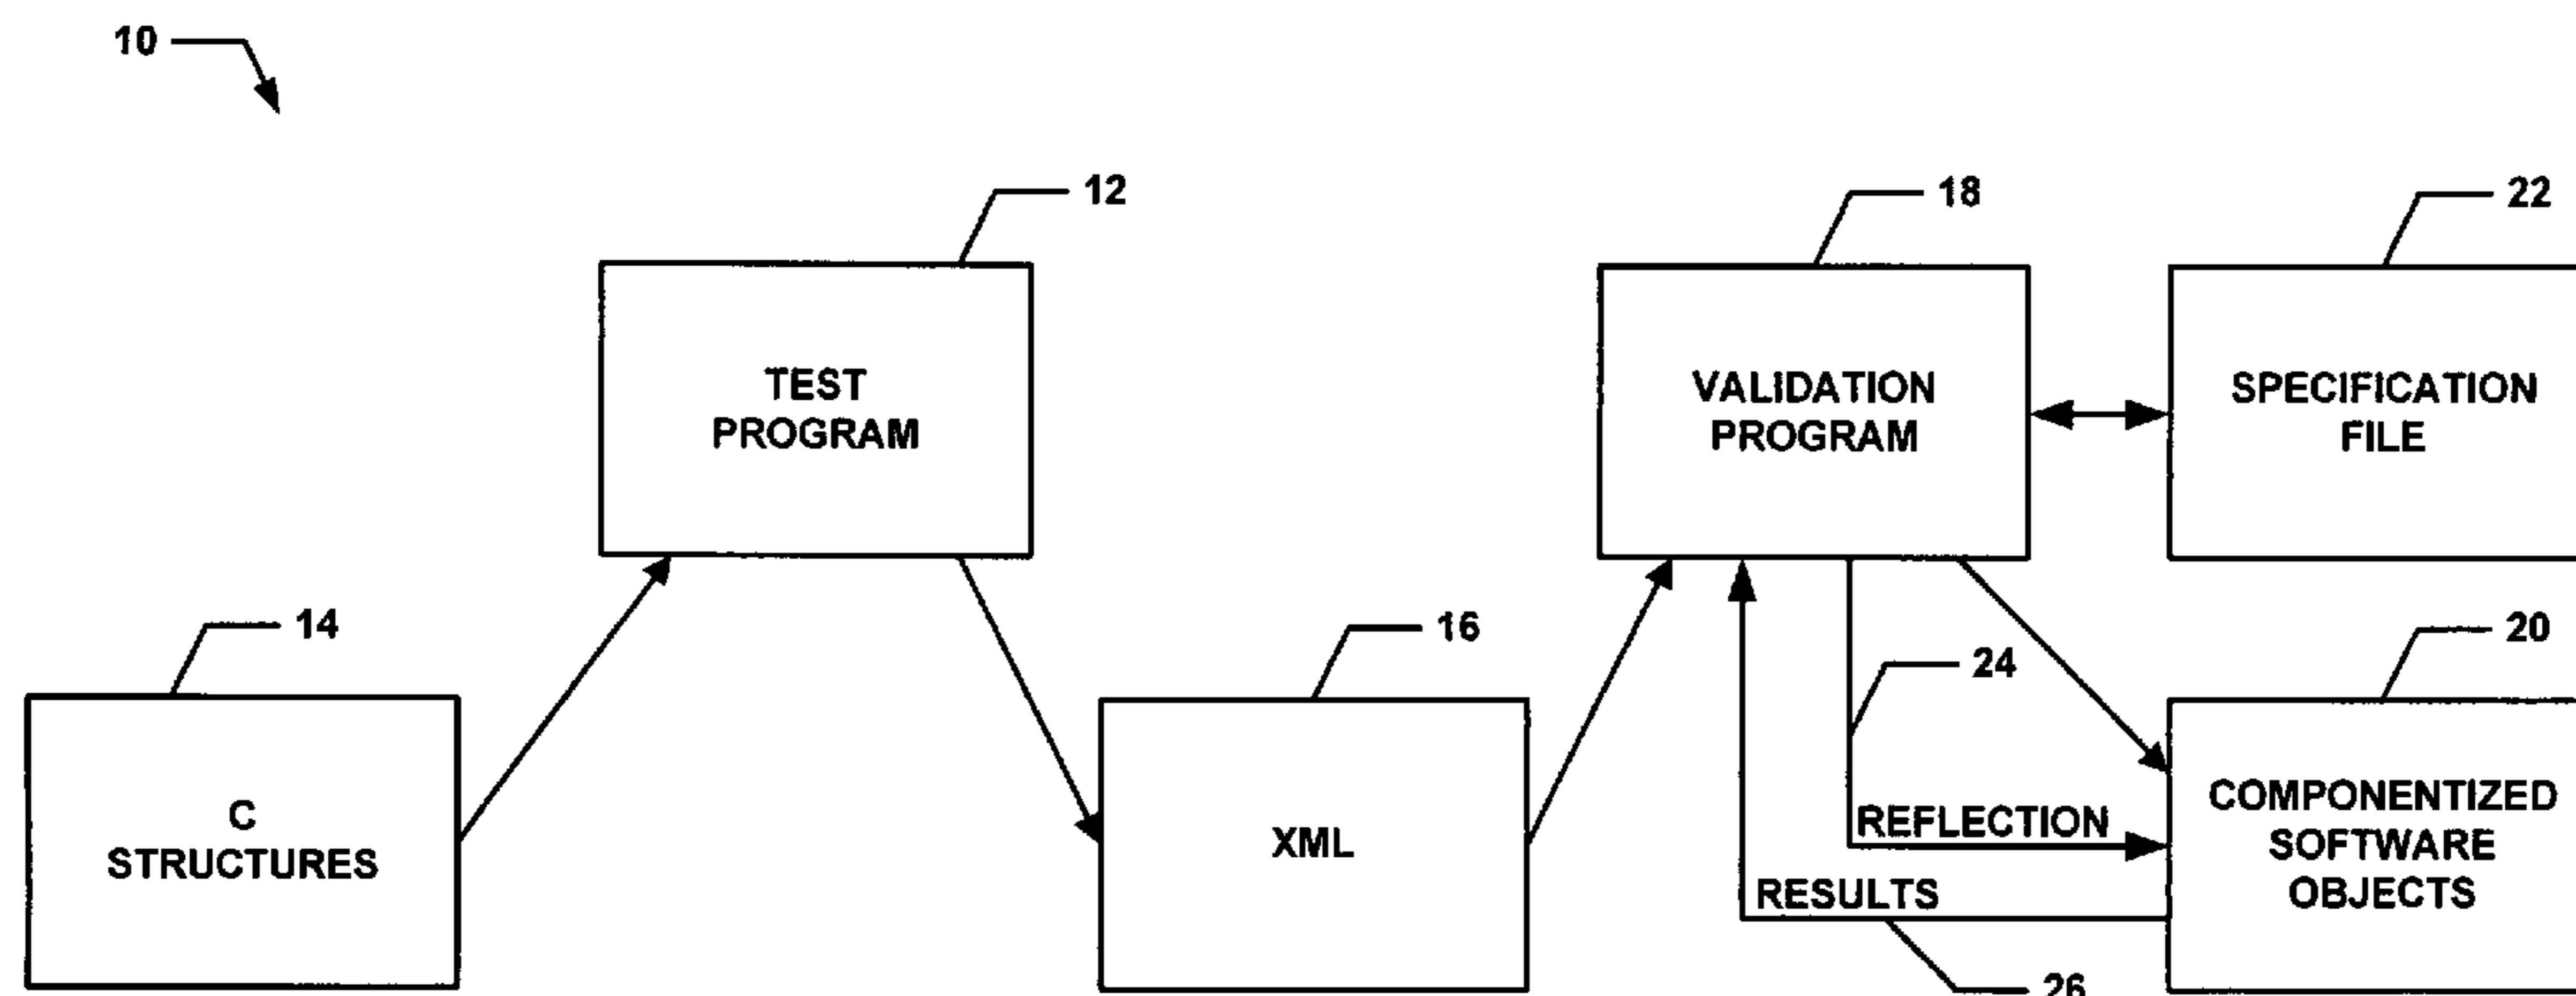 10
12
18
22
TEST
PROGRAM
VALIDATION
PROGRAM
SPECIFICATION
FILE
14
16
24
20
C
STRUCTURES
XML
REFLECTION
RESULTS
COMPONENTIZED
SOFTWARE
OBJECTS
26